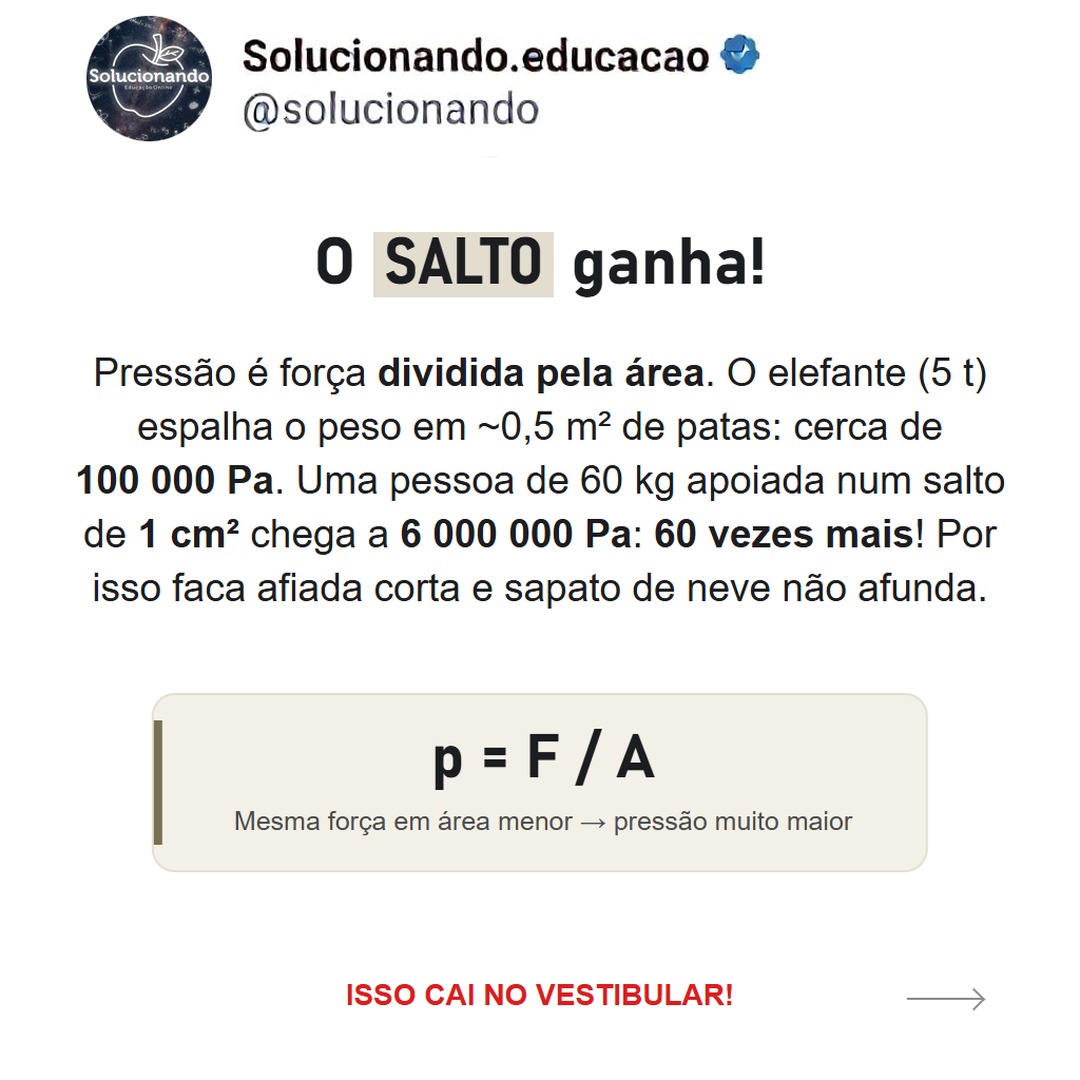 Solucionando
Educação Online
Solucionando.educacao
@solucionando
O SALTO ganha!
Pressão é força dividida pela área. O elefante (5 t)
espalha o peso em ~0,5 m² de patas: cerca de
100 000 Pa. Uma pessoa de 60 kg apoiada num salto
de 1 cm² chega a 6 000 000 Pa: 60 vezes mais! Por
isso faca afiada corta e sapato de neve não afunda.
p = F / A
Mesma força em área menor → pressão muito maior
ISSO CAI NO VESTIBULAR!